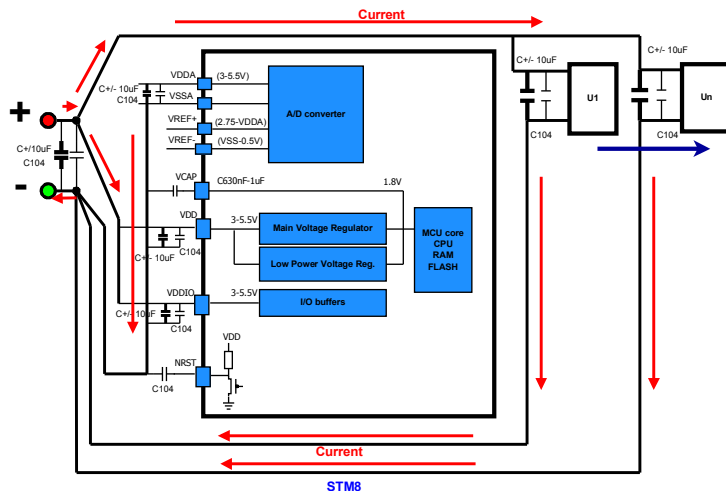 Current
C+/- 10uF
C+/- 10uF
VDDA
(3-5.5V)
C+/- 10uF
C104
VSSA
A/D converter
U1
Un
+
VREF+
(2.75-VDDA)
C104
C104
C+/10uF
C104
VREF-
(VSS-0.5V)
-
VCAP
C630nF-1uF
1.8V
VDD
3-5.5V
Main Voltage Regulator
MCU core
CPU
RAM
FLASH
C104
C+/- 10uF
Low Power Voltage Reg.
VDDIO
3-5.5V
I/O buffers
C+/- 10uF
C104
VDD
NRST
C104
Current
STM8